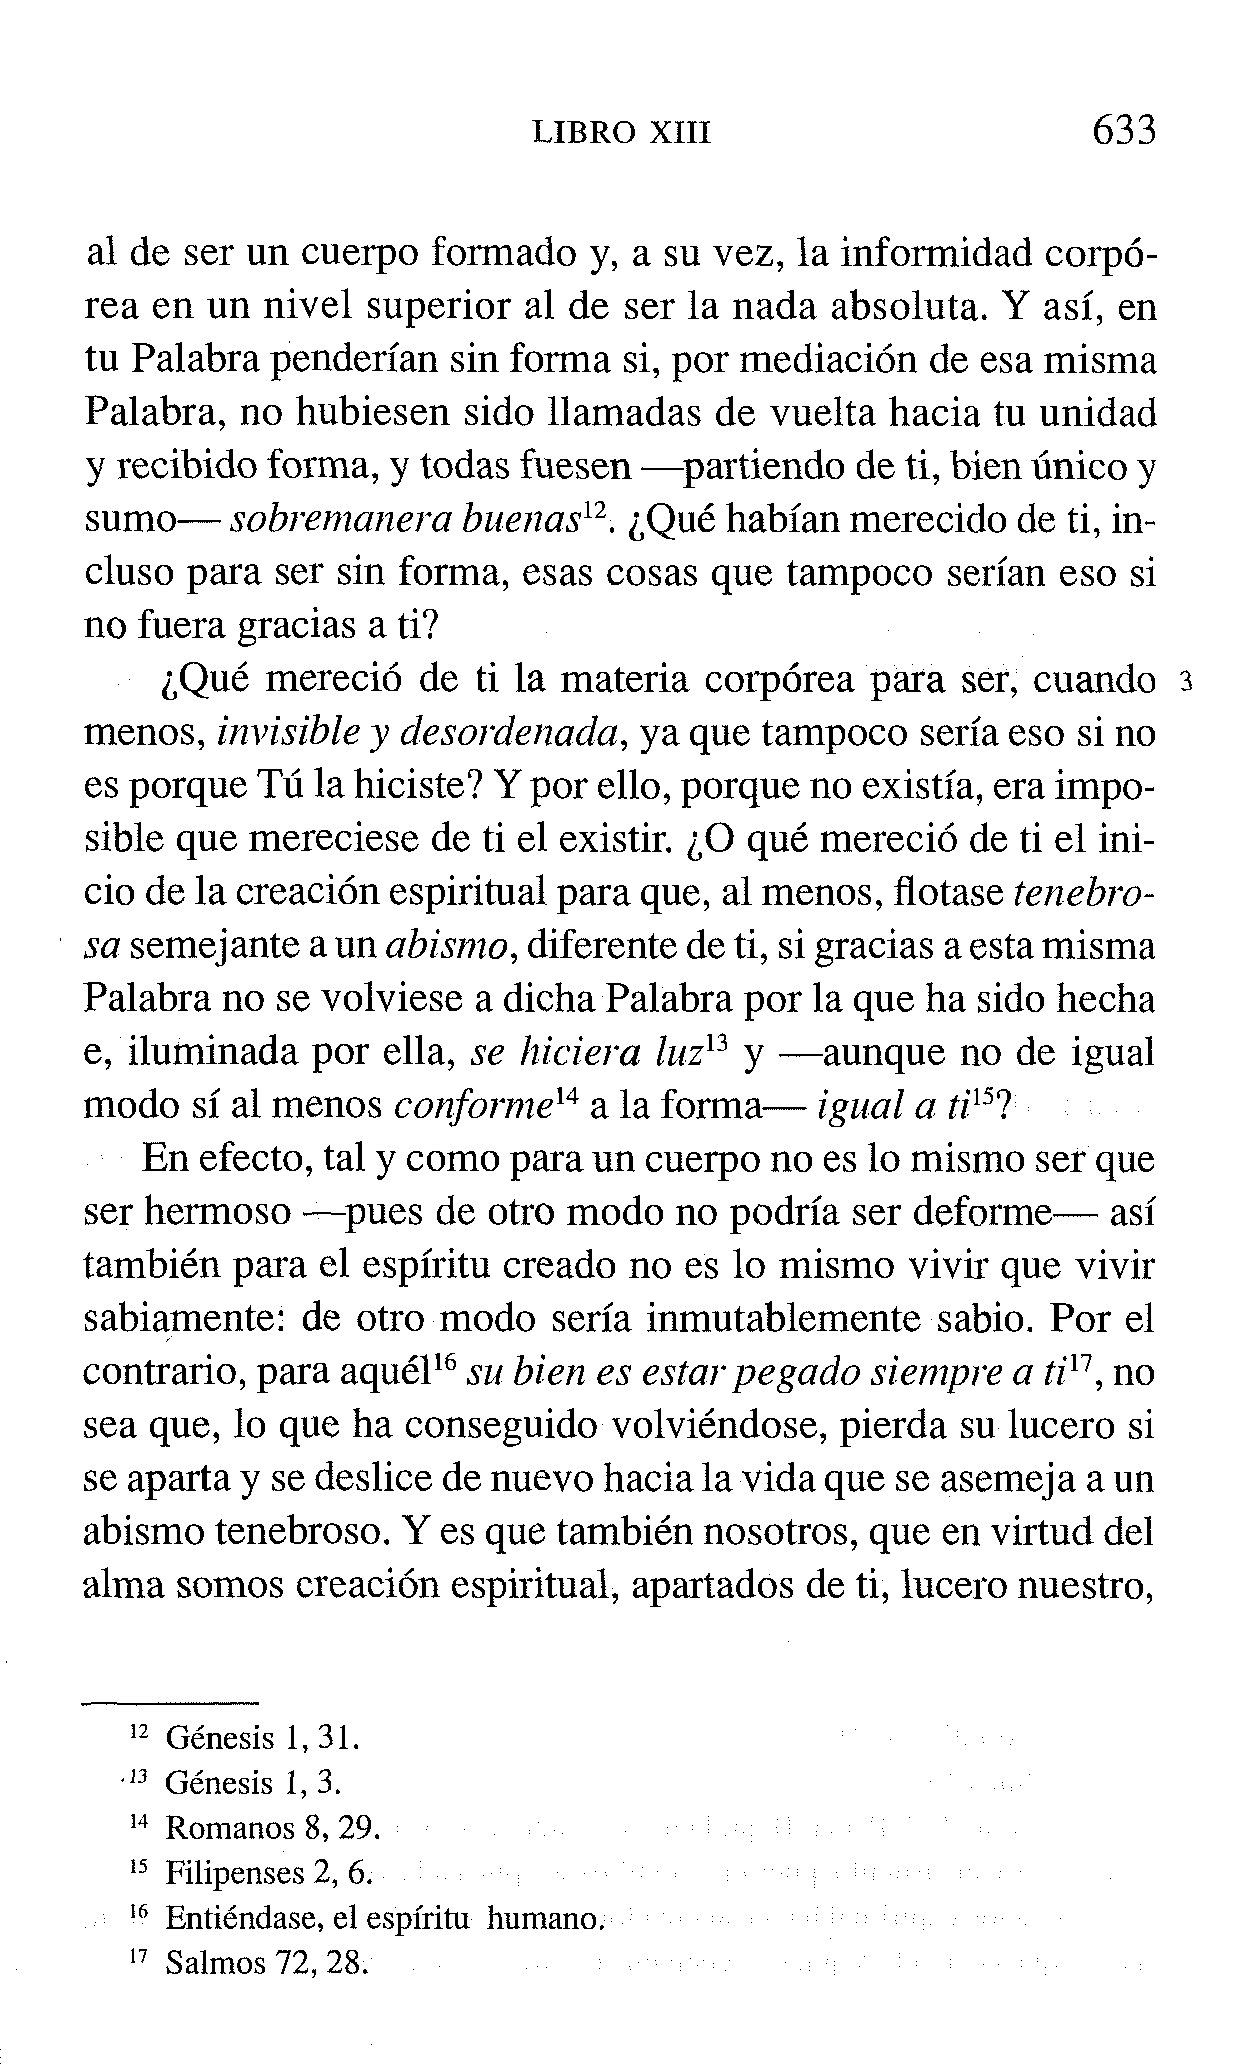 LIBRO XIII 633
al de ser un cuerpo formado y, a su vez, la informidad corpó-
rea en un nivel superior al de ser la nada absoluta. Y así, en
tu Palabra penderían sin forma si, por mediación de esa misma
Palabra, no hubiesen sido llamadas de vuelta hacia tu unidad
y recibido forma, y todas fuesen —partiendo de ti, bien único y
sumo— sobremanera buenas¹². ¿Qué habían merecido de ti, in-
cluso para ser sin forma, esas cosas que tampoco serían eso si
no fuera gracias a ti?
¿Qué mereció de ti la materia corpórea para ser, cuando 3
menos, invisible y desordenada, ya que tampoco sería eso si no
es porque Tú la hiciste? Y por ello, porque no existía, era impo-
sible que mereciese de ti el existir. ¿O qué mereció de ti el ini-
cio de la creación espiritual para que, al menos, flotase tenebro-
sa semejante a un abismo, diferente de ti, si gracias a esta misma
Palabra no se volviese a dicha Palabra por la que ha sido hecha
e, iluminada por ella, se hiciera luz¹³ y —aunque no de igual
modo sí al menos conforme¹⁴ a la forma— igual a ti¹⁵?
En efecto, tal y como para un cuerpo no es lo mismo ser que
ser hermoso —pues de otro modo no podría ser deforme— así
también para el espíritu creado no es lo mismo vivir que vivir
sabiamente: de otro modo sería inmutablemente sabio. Por el
contrario, para aquél¹⁶ su bien es estar pegado siempre a ti¹⁷, no
sea que, lo que ha conseguido volviéndose, pierda su lucero si
se aparta y se deslice de nuevo hacia la vida que se asemeja a un
abismo tenebroso. Y es que también nosotros, que en virtud del
alma somos creación espiritual, apartados de ti, lucero nuestro,
¹² Génesis 1, 31.
¹³ Génesis 1, 3.
¹⁴ Romanos 8, 29.
¹⁵ Filipenses 2, 6.
¹⁶ Entiéndase, el espíritu humano.
¹⁷ Salmos 72, 28.